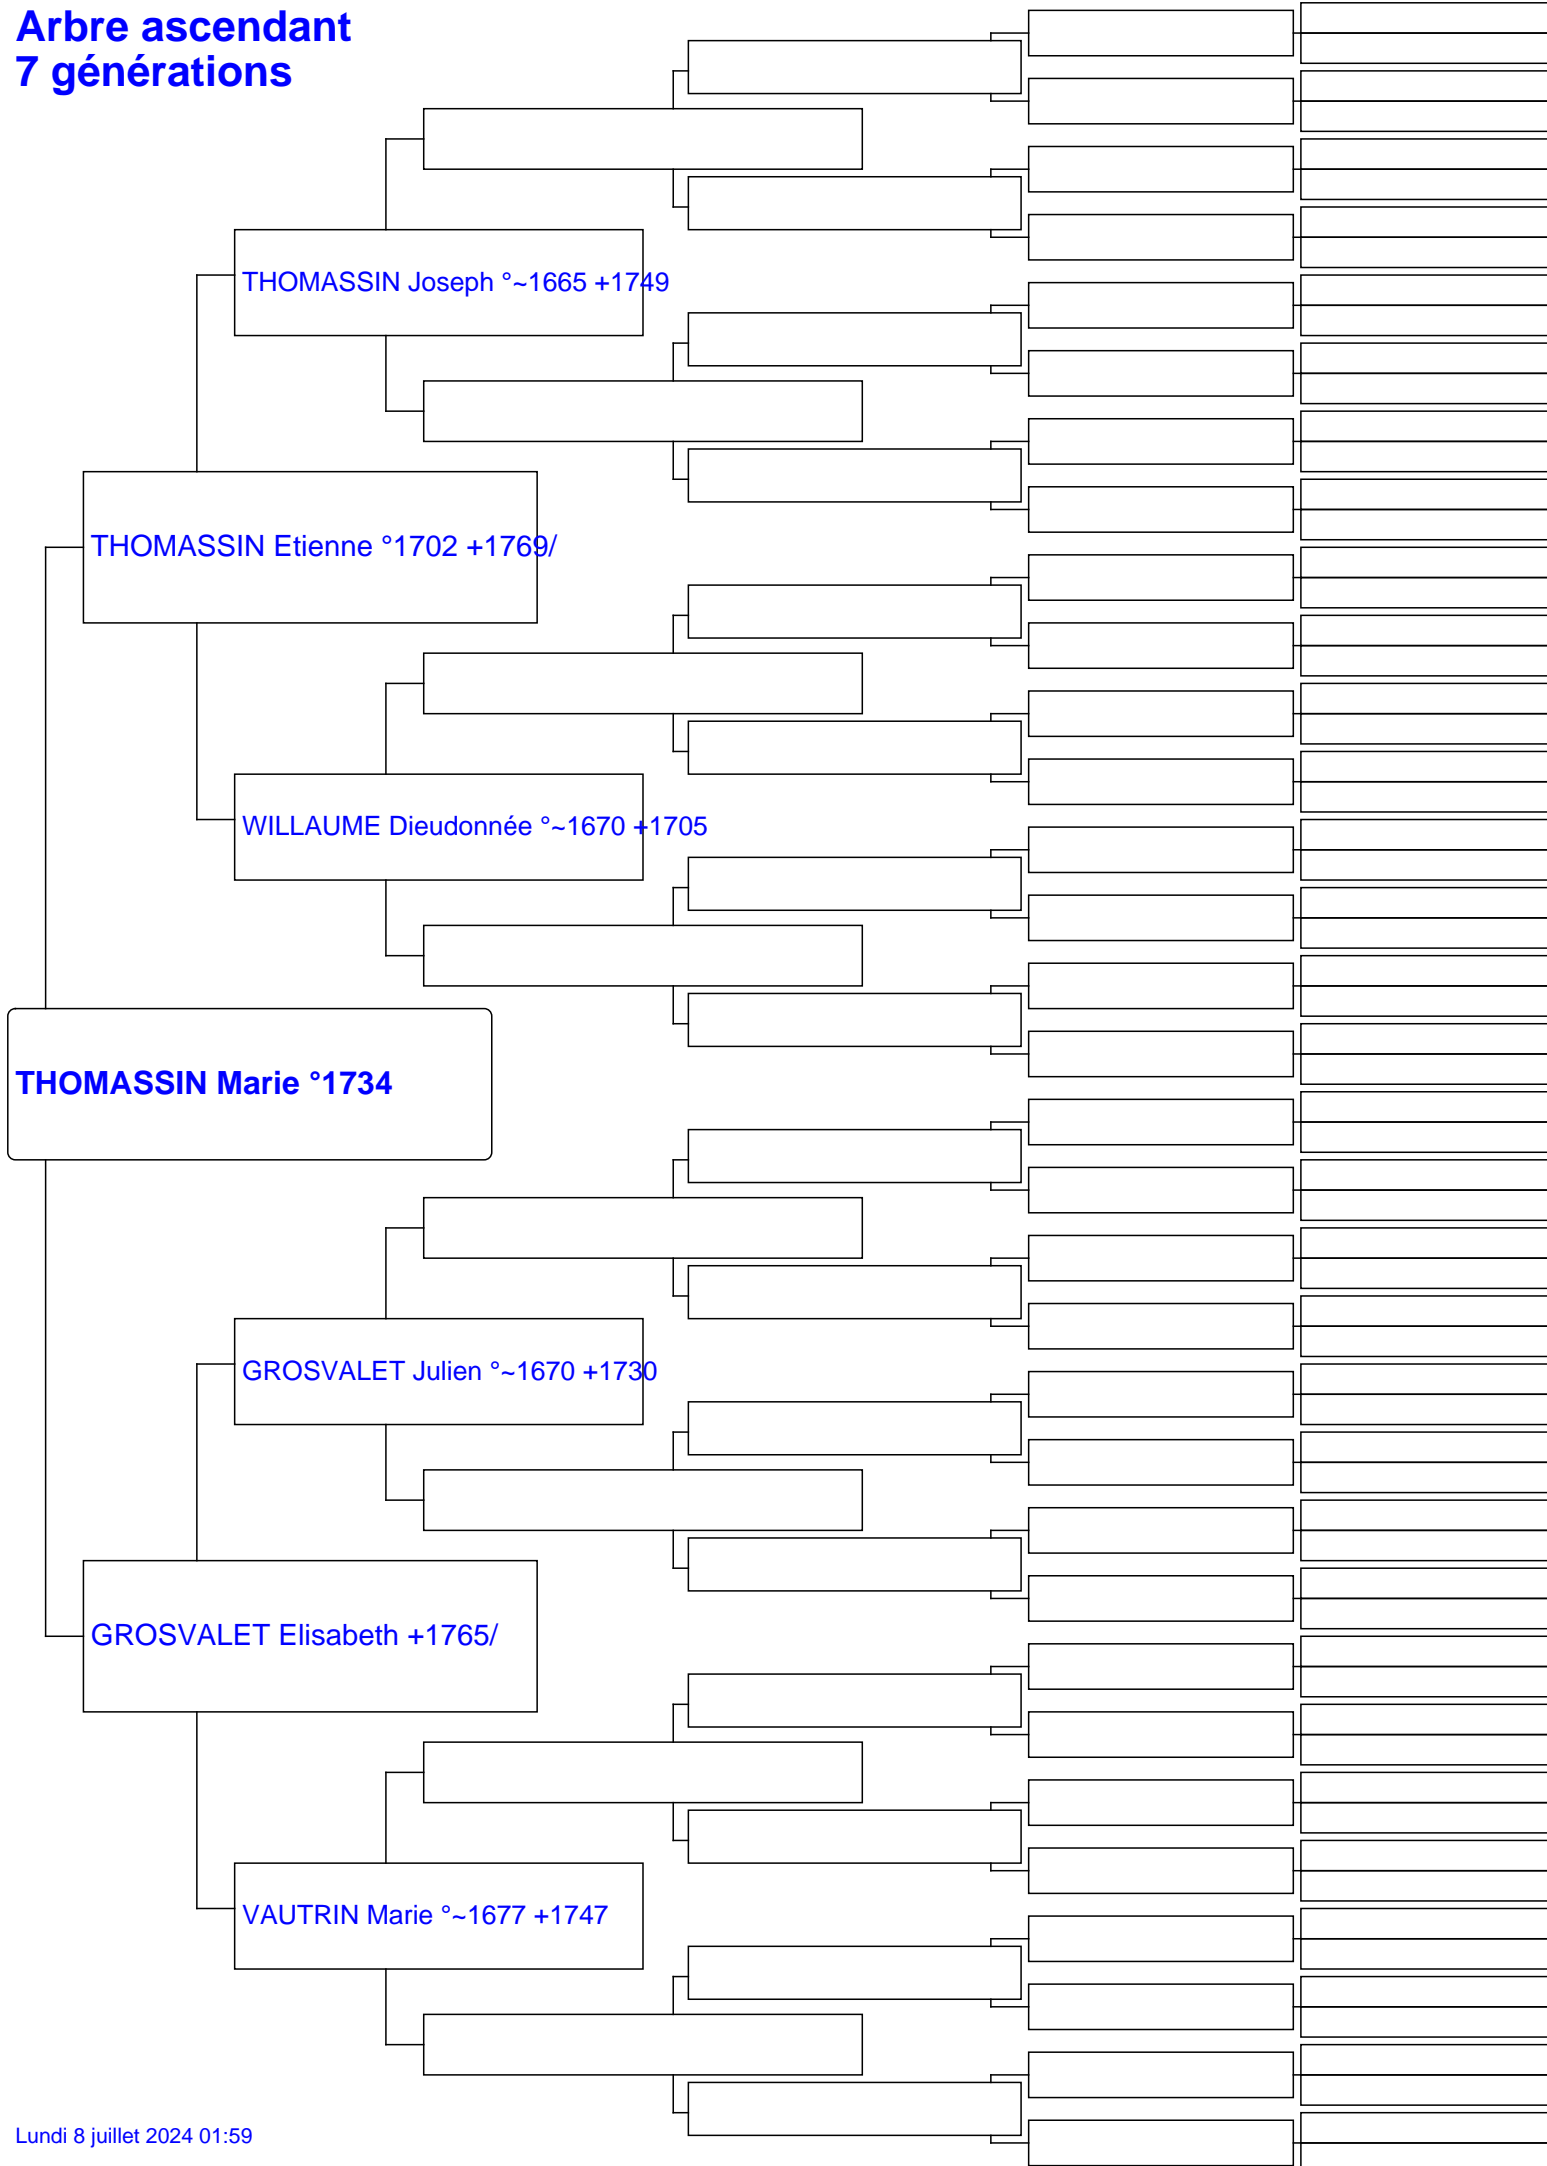 Arbre ascendant
7 générations
THOMASSIN Joseph °~1665 +1749
THOMASSIN Etienne °1702 +1769/
WILLAUME Dieudonnée °~1670 +1705
THOMASSIN Marie °1734
GROSVALET Julien °~1670 +1730
GROSVALET Elisabeth +1765/
VAUTRIN Marie °~1677 +1747
Lundi 8 juillet 2024 01:59